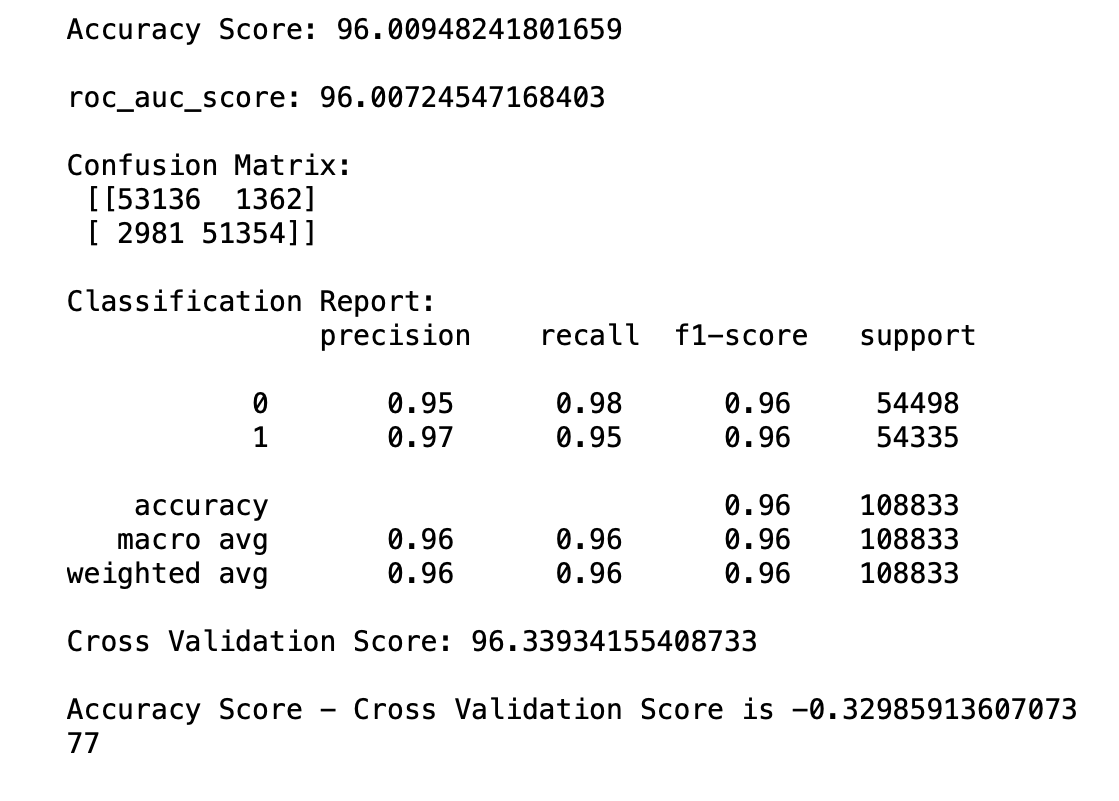 Accuracy Score: 96.00948241801659
roc_auc_score: 96.00724547168403
Confusion Matrix:
[[53136  1362]
[ 2981 51354]]
Classification Report:
precision    recall  f1-score   support
0       0.95      0.98      0.96     54498
1       0.97      0.95      0.96     54335
accuracy                           0.96    108833
macro avg       0.96      0.96      0.96    108833
weighted avg       0.96      0.96      0.96    108833
Cross Validation Score: 96.33934155408733
Accuracy Score - Cross Validation Score is -0.32985913607073
77